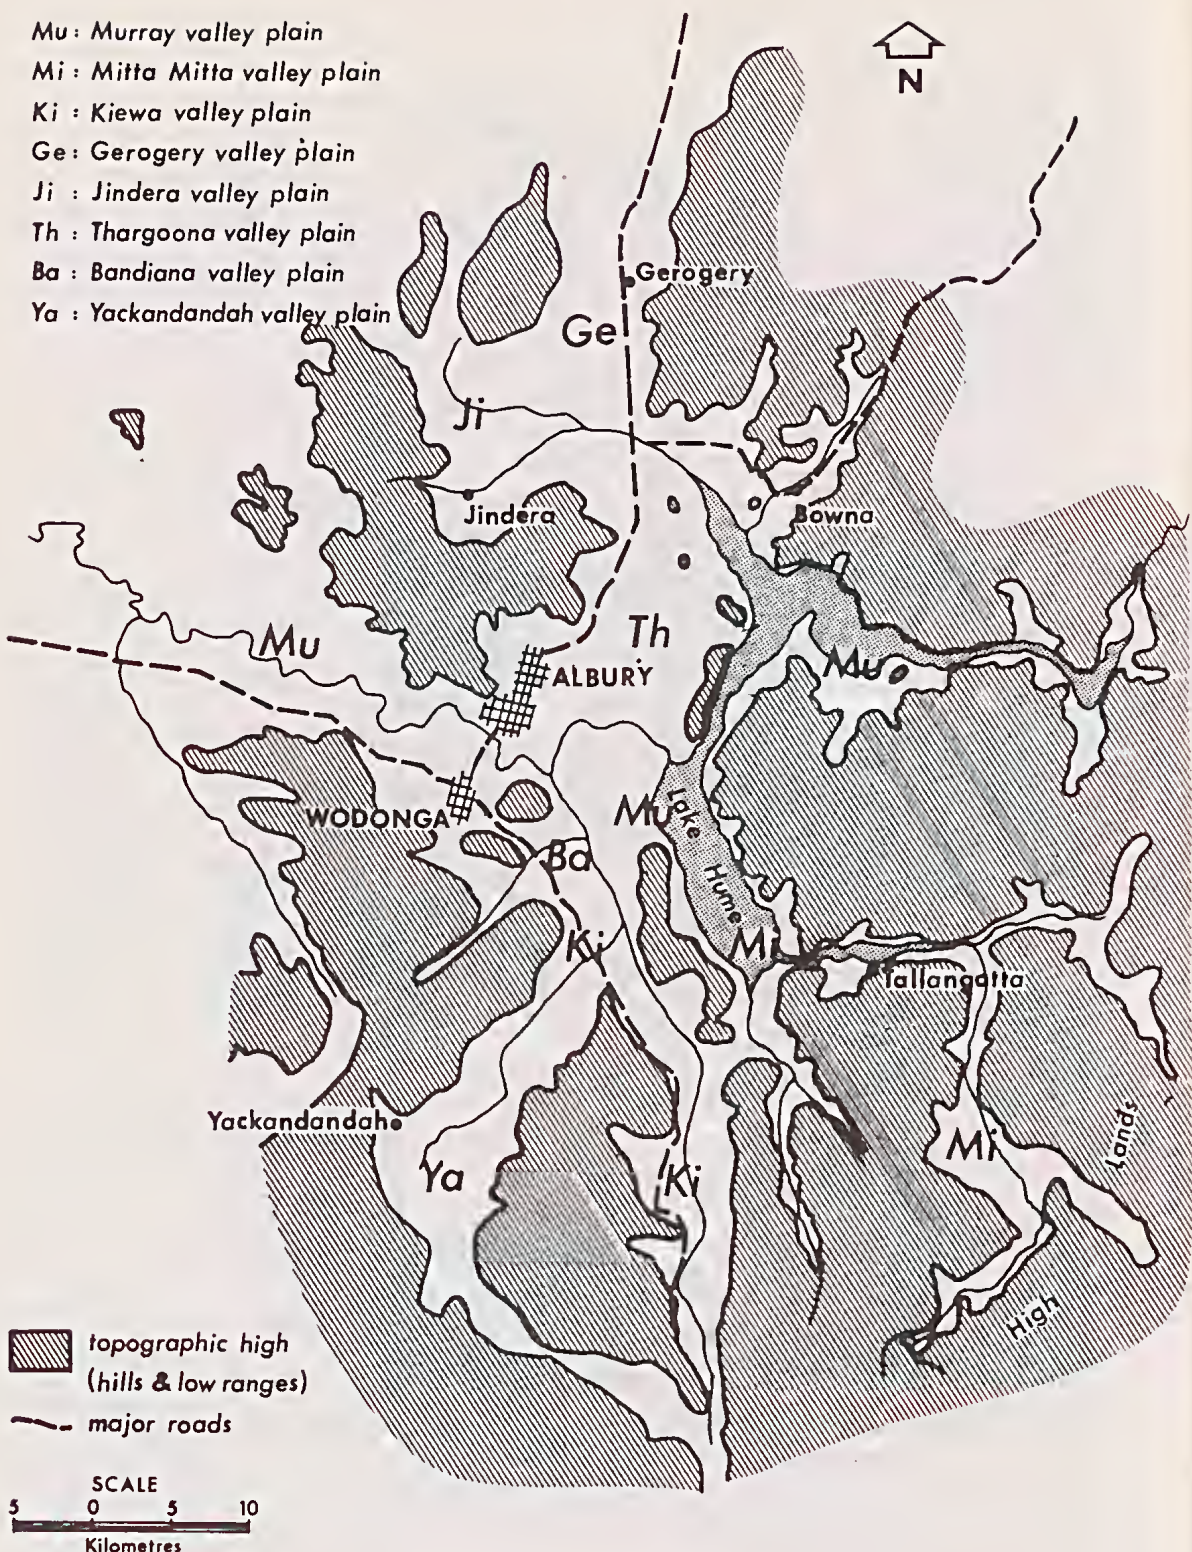 Mu : Murray valley plain
Mi : Mitta Mitta valley plain
Ki : Kiewa valley plain
Ge : Gerogery valley plain
Ji : Jindera valley plain
Th : Thargoona valley plain
Ba : Bandiana valley plain
Ya : Yackandandah valley plain
N
Gerogery
Ge
Ji
Jindera
Bowna
Mu
Th
Mu
ALBURY
Mu
Lake Hume
WODONGA
Ba
Ki
Mi
Tallangatta
Yackandandah
Ya
Ki
Mi
High Lands
topographic high
(hills & low ranges)
major roads
SCALE
5 0 5 10
Kilometres